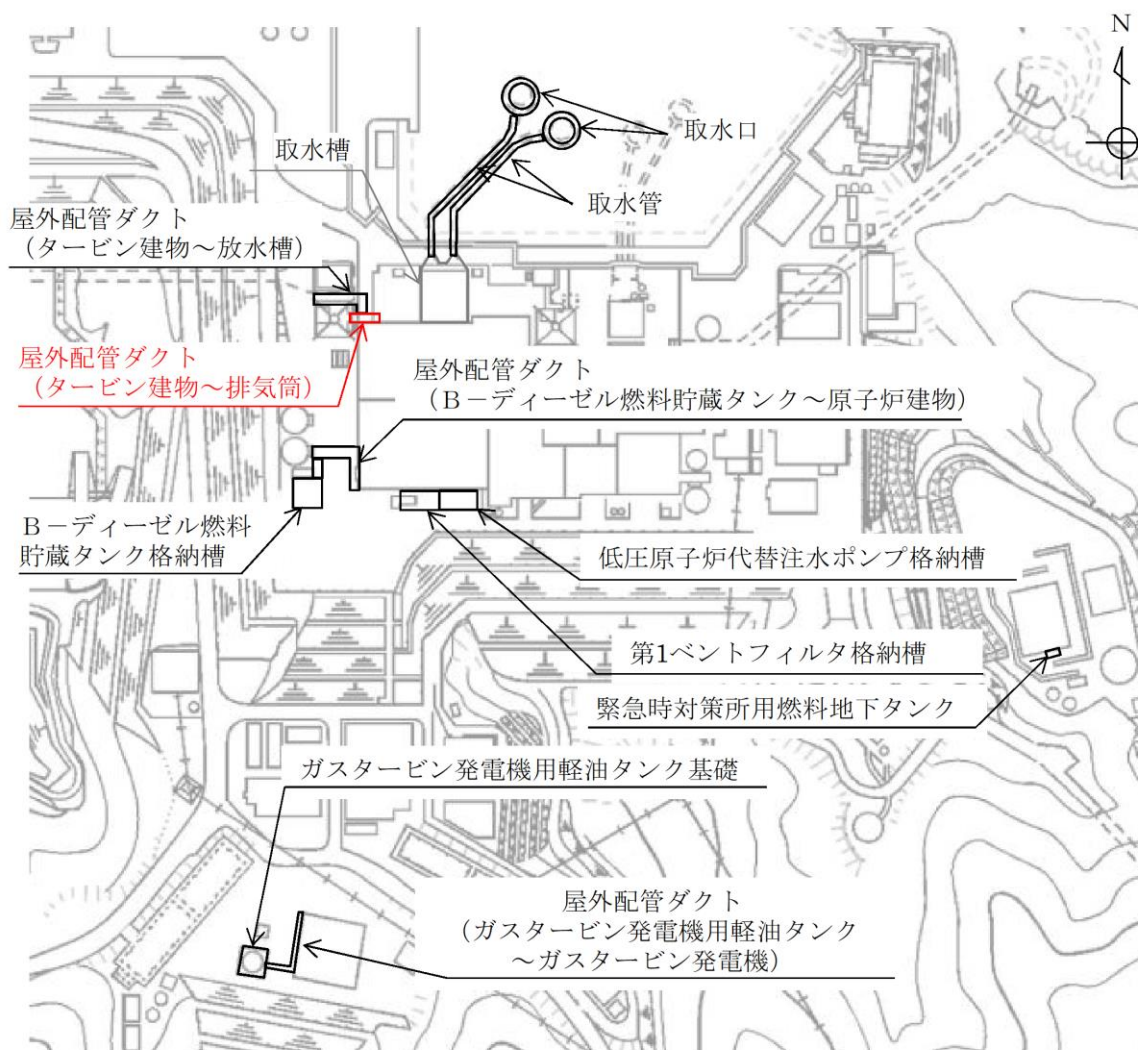 N
取水口
取水槽
取水管
屋外配管ダクト
（タービン建物～放水槽）
屋外配管ダクト
（タービン建物～排気筒）
屋外配管ダクト
（Ｂ－ディーゼル燃料貯蔵タンク～原子炉建物）
Ｂ－ディーゼル燃料
貯蔵タンク格納槽
低圧原子炉代替注水ポンプ格納槽
第1ベントフィルタ格納槽
緊急時対策所用燃料地下タンク
ガスタービン発電機用軽油タンク基礎
屋外配管ダクト
（ガスタービン発電機用軽油タンク
～ガスタービン発電機）